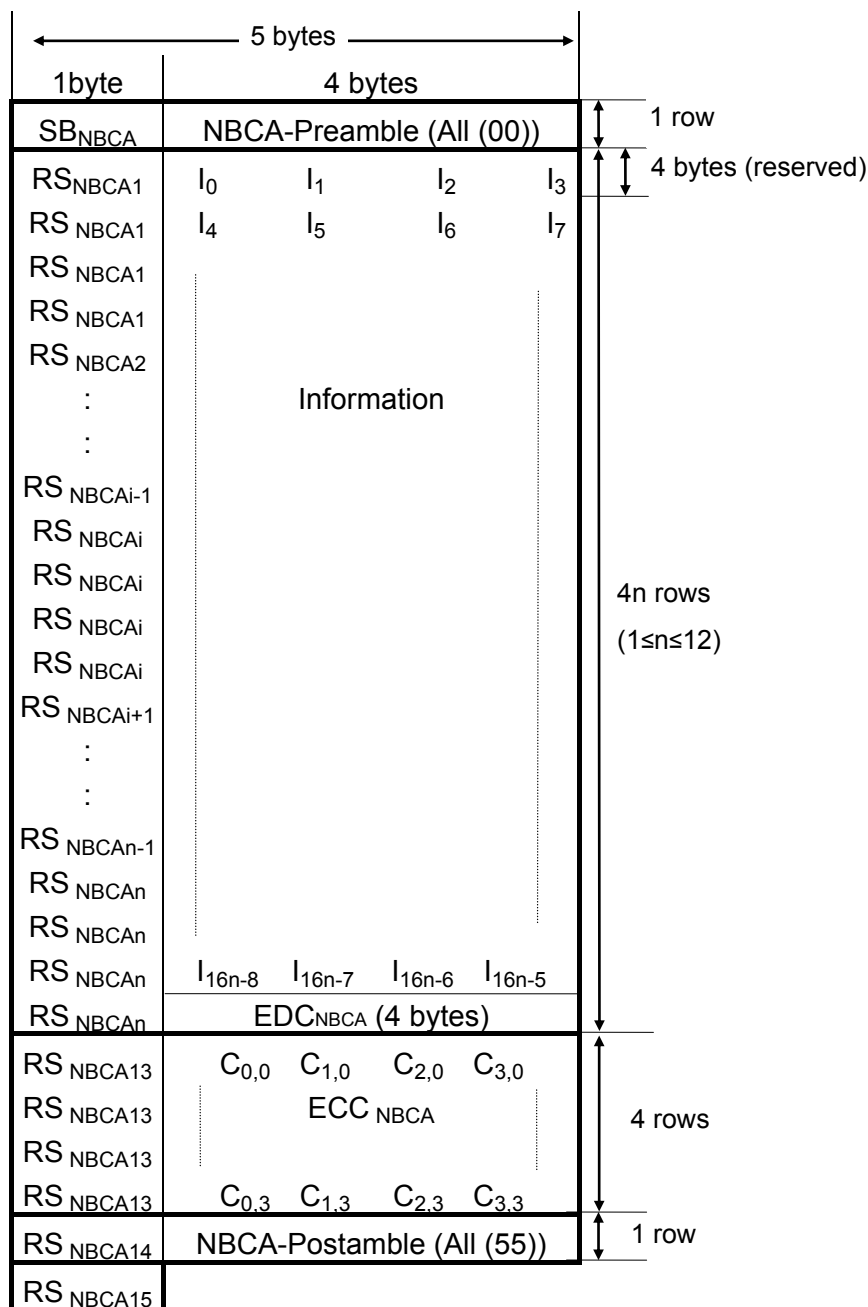 5 bytes
1byte 4 bytes
SBNBCA NBCA-Preamble (All (00)) 1 row
RSNBCA1 I0 I1 I2 I3 4 bytes (reserved)
RS NBCA1 I4 I5 I6 I7
RS NBCA1
RS NBCA1
RS NBCA2
: Information
:
RS NBCAi-1
RS NBCAi
RS NBCAi
RS NBCAi 4n rows
RS NBCAi (1≤n≤12)
RS NBCAi+1
:
:
RS NBCAn-1
RS NBCAn
RS NBCAn
RS NBCAn I16n-8 I16n-7 I16n-6 I16n-5
RS NBCAn EDCNBCA (4 bytes)
RS NBCA13 C0,0 C1,0 C2,0 C3,0
RS NBCA13 ECC NBCA 4 rows
RS NBCA13
RS NBCA13 C0,3 C1,3 C2,3 C3,3
RS NBCA14 NBCA-Postamble (All (55)) 1 row
RS NBCA15